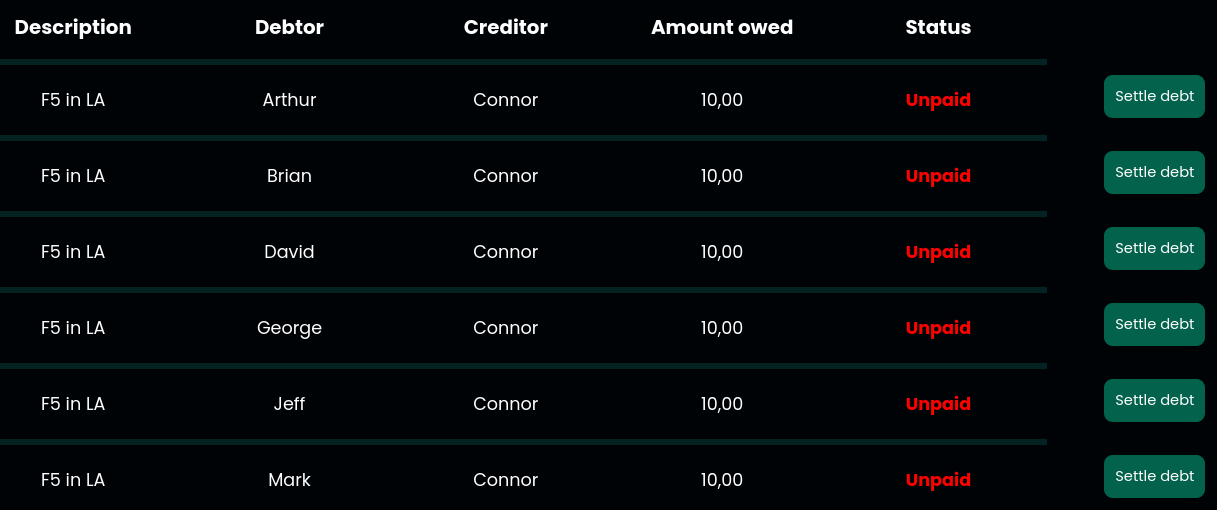 Description Debtor Creditor Amount owed Status
F5 in LA Arthur Connor 10,00 Unpaid Settle debt
F5 in LA Brian Connor 10,00 Unpaid Settle debt
F5 in LA David Connor 10,00 Unpaid Settle debt
F5 in LA George Connor 10,00 Unpaid Settle debt
F5 in LA Jeff Connor 10,00 Unpaid Settle debt
F5 in LA Mark Connor 10,00 Unpaid Settle debt